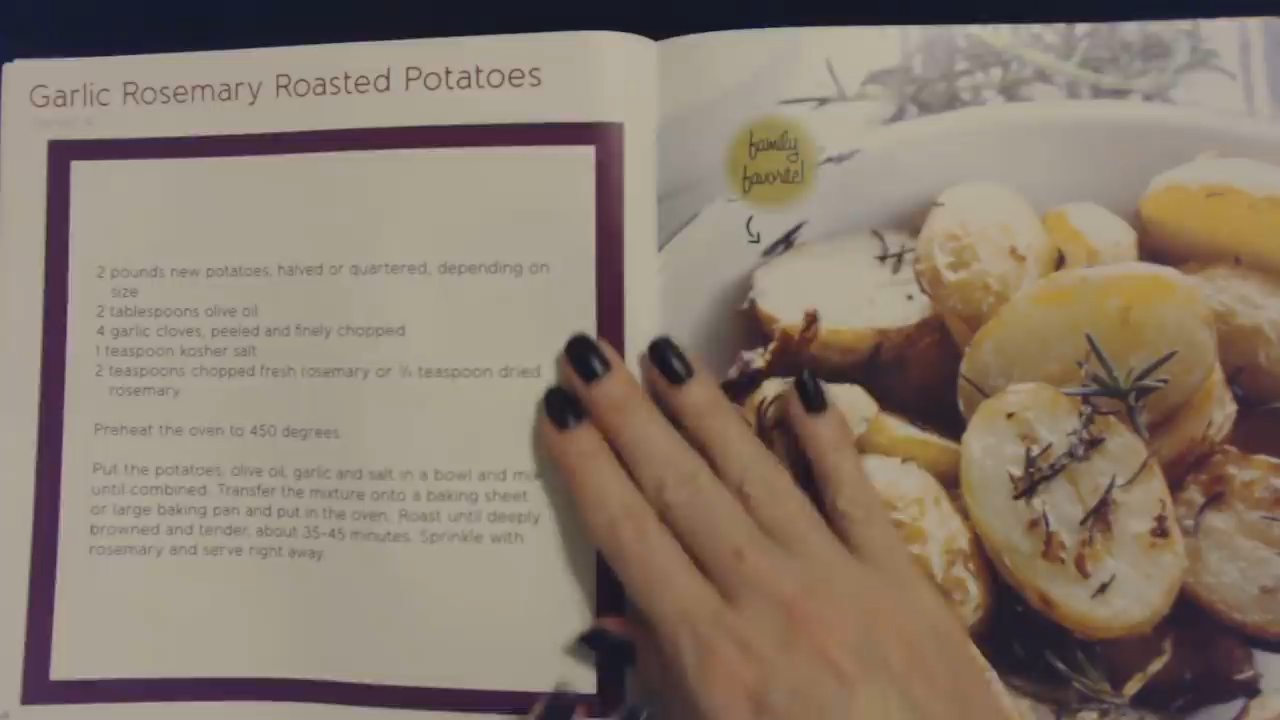 Garlic Rosemary Roasted Potatoes
family
favorite!
2 pounds new potatoes, halved or quartered, depending on
size
2 tablespoons olive oil
4 garlic cloves, peeled and finely chopped
1 teaspoon kosher salt
2 teaspoons chopped fresh rosemary or teaspoon dried
rosemary
Preheat the oven to 450 degrees.
Put the potatoes, olive oil, garlic and salt in a bowl and
until combined. Transfer the mixture onto a baking sheet
or large baking pan and put in the oven. Roast until deeply
browned and tender, about 35-45 minutes. Sprinkle with
rosemary and serve right away.